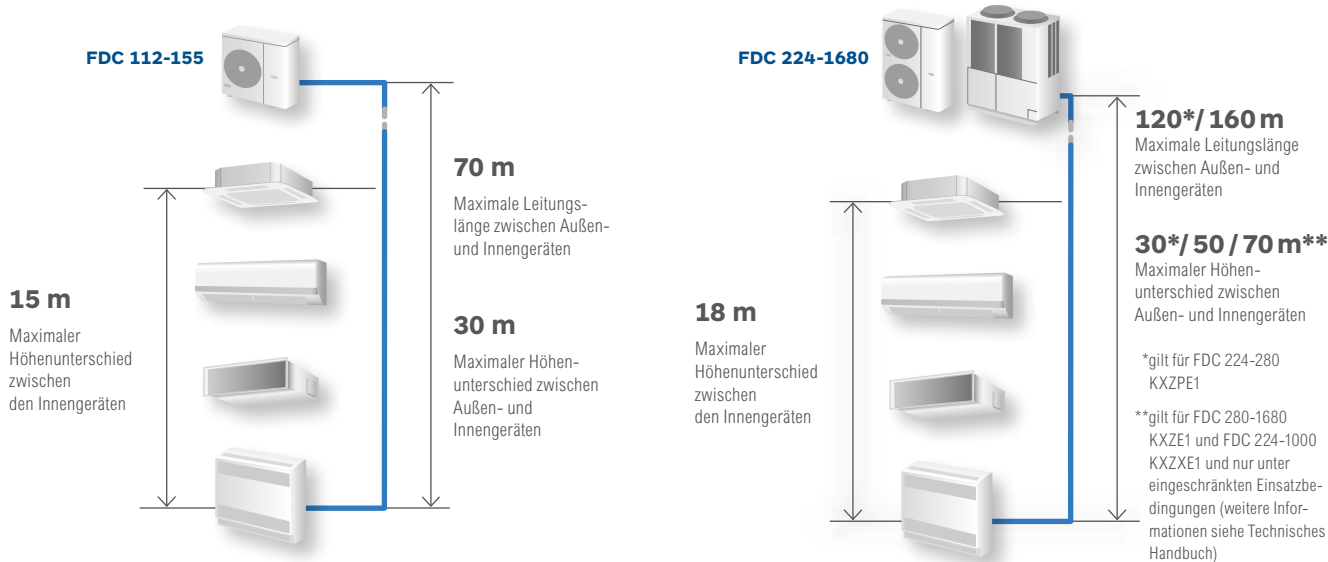 FDC 112-155
70 m
Maximale Leitungs-
länge zwischen Außen-
und Innengeräten
15 m
Maximaler
Höhenunterschied
zwischen
den Innengeräten
30 m
Maximaler Höhen-
unterschied zwischen
Außen- und
Innengeräten
FDC 224-1680
120*/ 160 m
Maximale Leitungslänge
zwischen Außen- und
Innengeräten
30*/ 50 / 70 m**
Maximaler Höhen-
unterschied zwischen
Außen- und Innengeräten
18 m
Maximaler
Höhenunterschied
zwischen
den Innengeräten
*gilt für FDC 224-280
KXZPE1
**gilt für FDC 280-1680
KXZE1 und FDC 224-1000
KXZXE1 und nur unter
eingeschränkten Einsatzbe-
dingungen (weitere Infor-
mationen siehe Technisches
Handbuch)